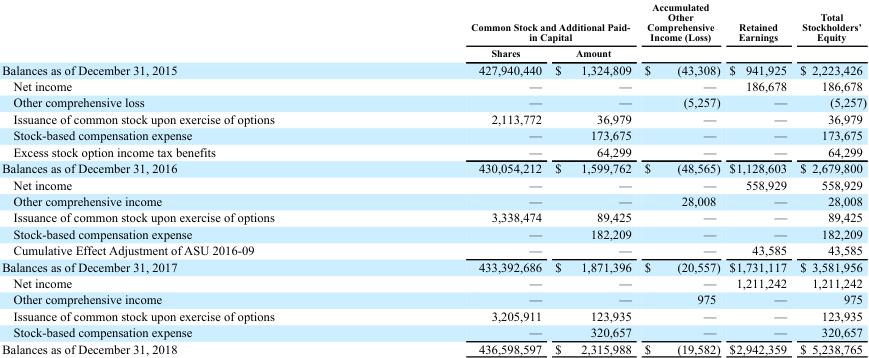 Common Stock and Additional Paid-in Capital Accumulated Other Comprehensive Income (Loss) Retained Earnings Total Stockholders' Equity
Shares Amount
Balances as of December 31, 2015 427,940,440 $ 1,324,809 $ (43,308) $ 941,925 $ 2,223,426
Net income — — — 186,678 186,678
Other comprehensive loss — — (5,257) — (5,257)
Issuance of common stock upon exercise of options 2,113,772 36,979 — — 36,979
Stock-based compensation expense — 173,675 — — 173,675
Excess stock option income tax benefits — 64,299 — — 64,299
Balances as of December 31, 2016 430,054,212 $ 1,599,762 $ (48,565) $1,128,603 $ 2,679,800
Net income — — — 558,929 558,929
Other comprehensive income — — 28,008 — 28,008
Issuance of common stock upon exercise of options 3,338,474 89,425 — — 89,425
Stock-based compensation expense — 182,209 — — 182,209
Cumulative Effect Adjustment of ASU 2016-09 — — — 43,585 43,585
Balances as of December 31, 2017 433,392,686 $ 1,871,396 $ (20,557) $1,731,117 $ 3,581,956
Net income — — — 1,211,242 1,211,242
Other comprehensive income — — 975 — 975
Issuance of common stock upon exercise of options 3,205,911 123,935 — — 123,935
Stock-based compensation expense — 320,657 — — 320,657
Balances as of December 31, 2018 436,598,597 $ 2,315,988 $ (19,582) $2,942,359 $ 5,238,765